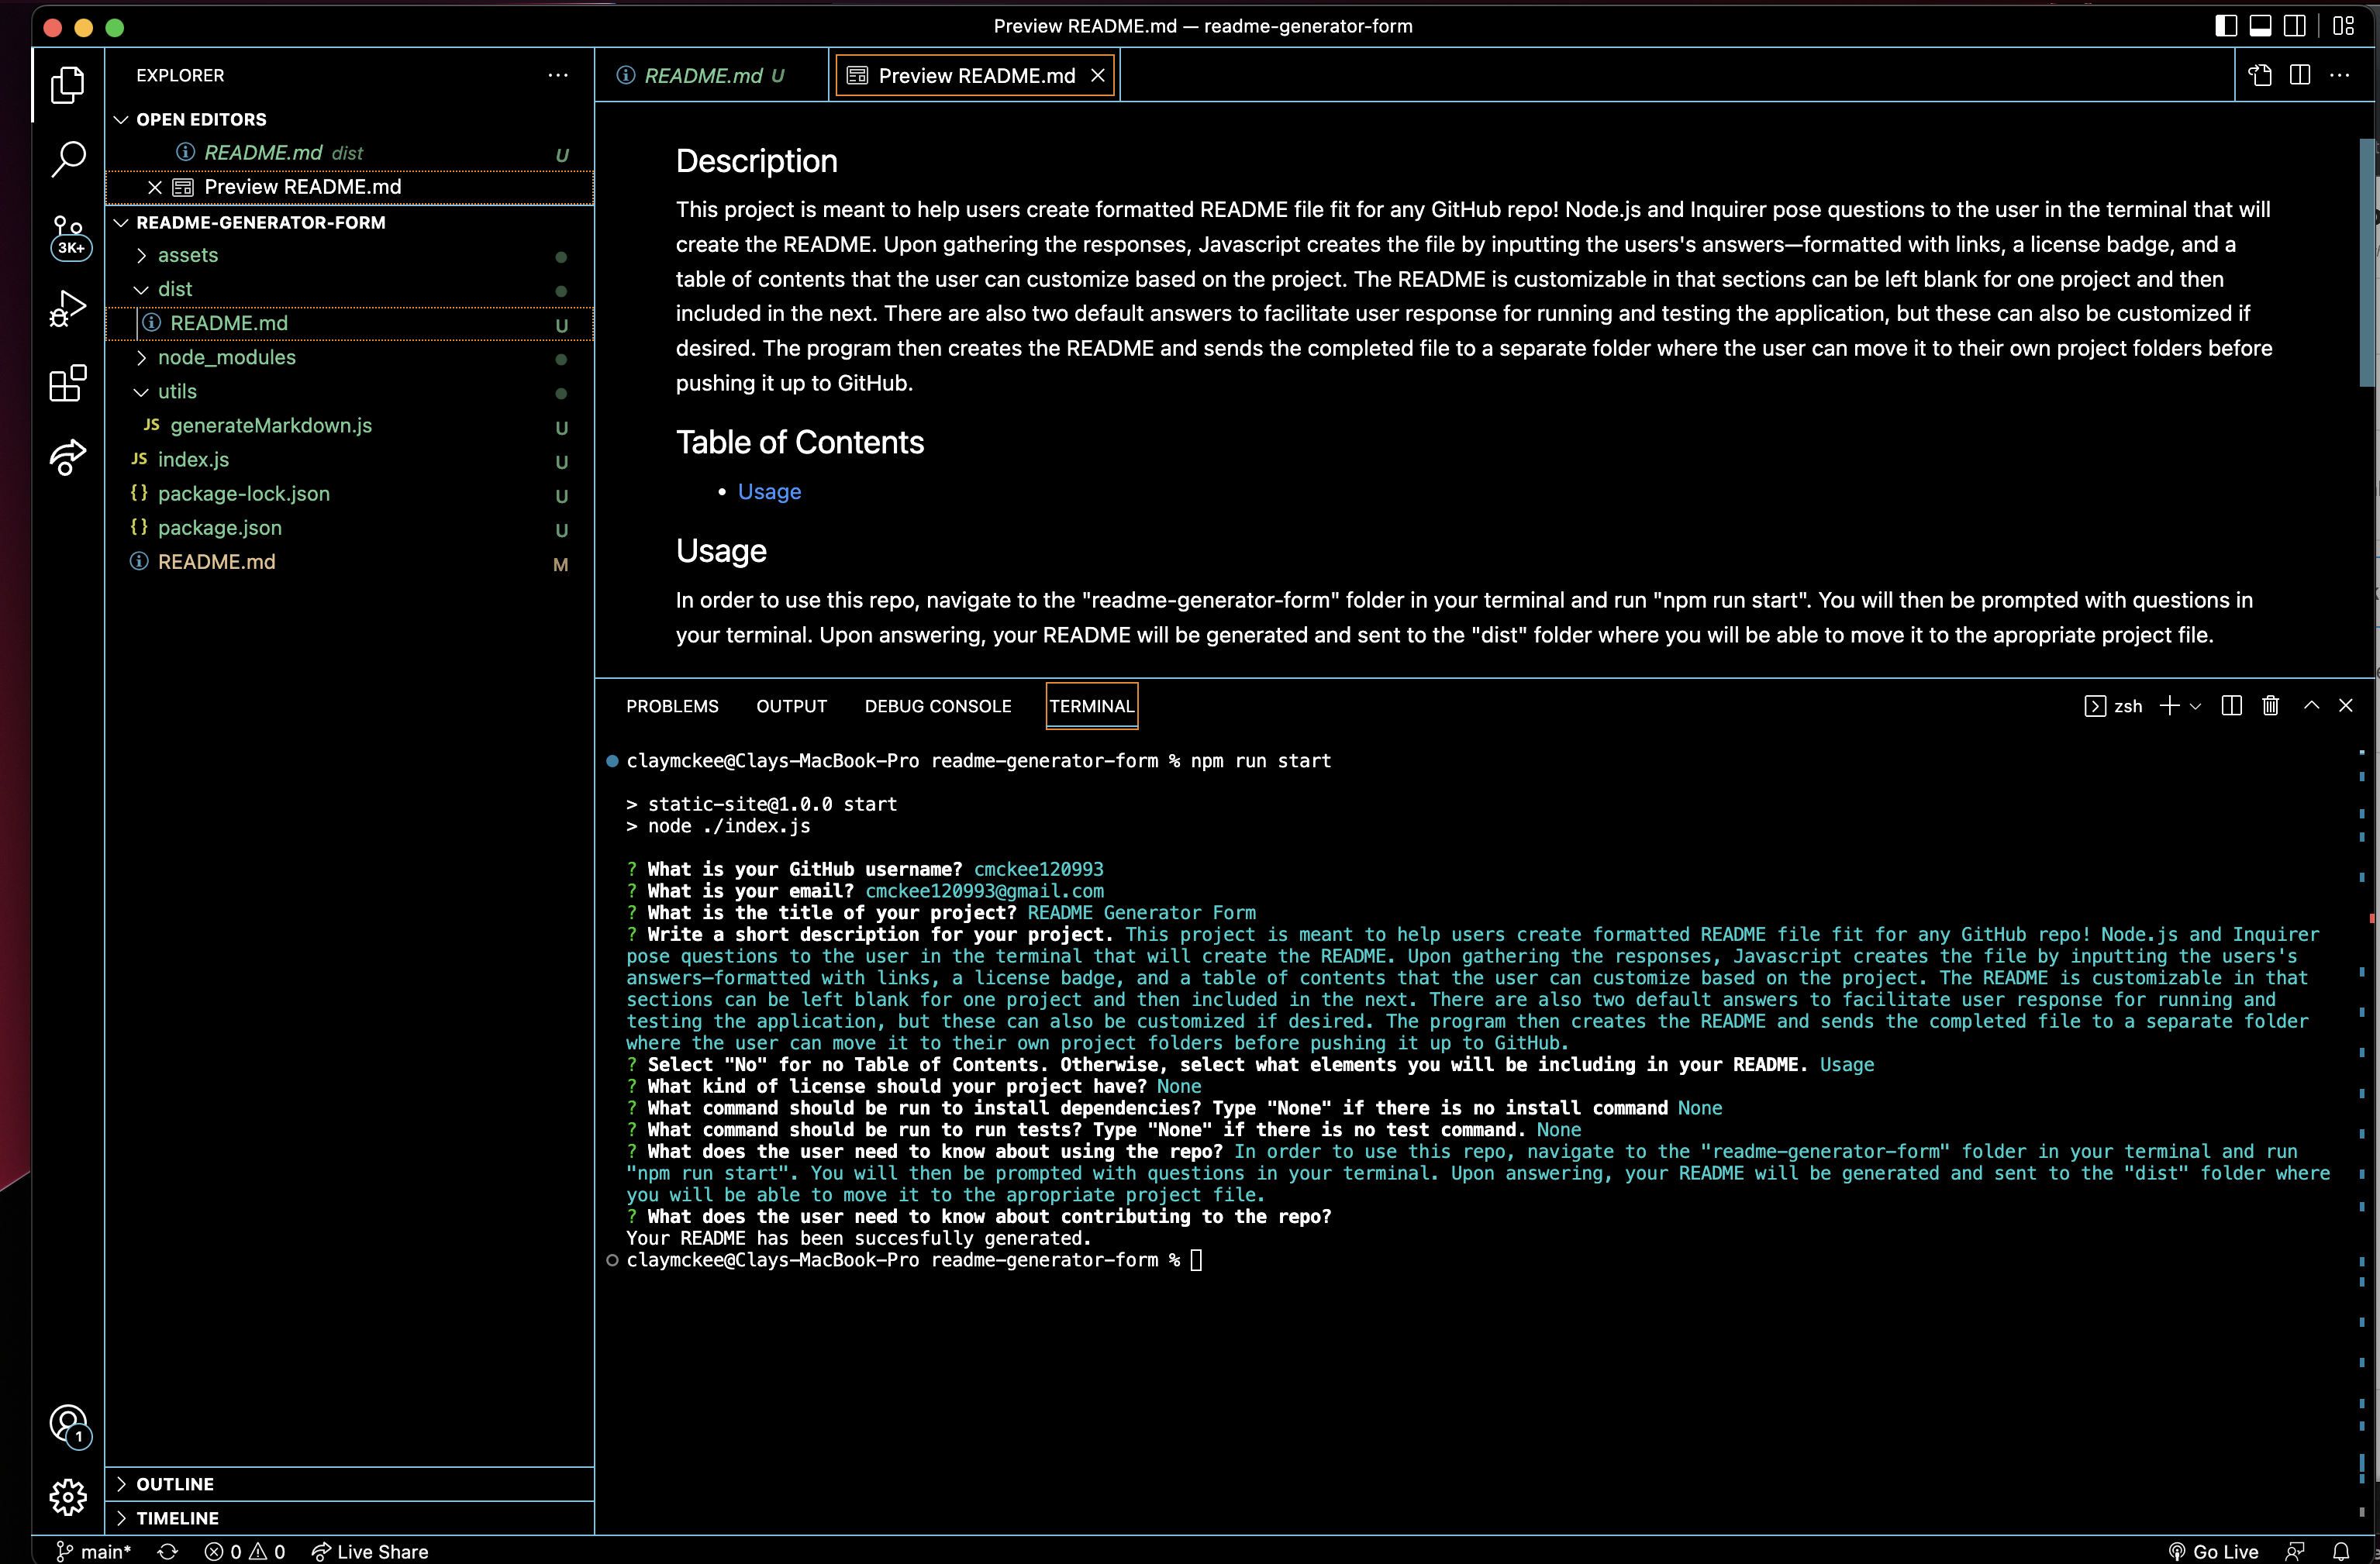 Preview README.md — readme-generator-form
EXPLORER
OPEN EDITORS
README.md dist U
Preview README.md
README-GENERATOR-FORM
assets
dist
README.md U
node_modules
utils
JS generateMarkdown.js U
JS index.js U
{} package-lock.json U
{} package.json U
README.md M
3K+
1
OUTLINE
TIMELINE
README.md U
Preview README.md
Description
This project is meant to help users create formatted README file fit for any GitHub repo! Node.js and Inquirer pose questions to the user in the terminal that will
create the README. Upon gathering the responses, Javascript creates the file by inputting the users's answers—formatted with links, a license badge, and a
table of contents that the user can customize based on the project. The README is customizable in that sections can be left blank for one project and then
included in the next. There are also two default answers to facilitate user response for running and testing the application, but these can also be customized if
desired. The program then creates the README and sends the completed file to a separate folder where the user can move it to their own project folders before
pushing it up to GitHub.
Table of Contents
• Usage
Usage
In order to use this repo, navigate to the "readme-generator-form" folder in your terminal and run "npm run start". You will then be prompted with questions in
your terminal. Upon answering, your README will be generated and sent to the "dist" folder where you will be able to move it to the apropriate project file.
PROBLEMS OUTPUT DEBUG CONSOLE TERMINAL
zsh
claymckee@Clays-MacBook-Pro readme-generator-form % npm run start
> static-site@1.0.0 start
> node ./index.js
? What is your GitHub username? cmckee120993
? What is your email? cmckee120993@gmail.com
? What is the title of your project? README Generator Form
? Write a short description for your project. This project is meant to help users create formatted README file fit for any GitHub repo! Node.js and Inquirer
pose questions to the user in the terminal that will create the README. Upon gathering the responses, Javascript creates the file by inputting the users's
answers—formatted with links, a license badge, and a table of contents that the user can customize based on the project. The README is customizable in that
sections can be left blank for one project and then included in the next. There are also two default answers to facilitate user response for running and
testing the application, but these can also be customized if desired. The program then creates the README and sends the completed file to a separate folder
where the user can move it to their own project folders before pushing it up to GitHub.
? Select "No" for no Table of Contents. Otherwise, select what elements you will be including in your README. Usage
? What kind of license should your project have? None
? What command should be run to install dependencies? Type "None" if there is no install command None
? What command should be run to run tests? Type "None" if there is no test command. None
? What does the user need to know about using the repo? In order to use this repo, navigate to the "readme-generator-form" folder in your terminal and run
"npm run start". You will then be prompted with questions in your terminal. Upon answering, your README will be generated and sent to the "dist" folder where
you will be able to move it to the apropriate project file.
? What does the user need to know about contributing to the repo?
Your README has been succesfully generated.
claymckee@Clays-MacBook-Pro readme-generator-form %
main* 0 0 Live Share
Go Live